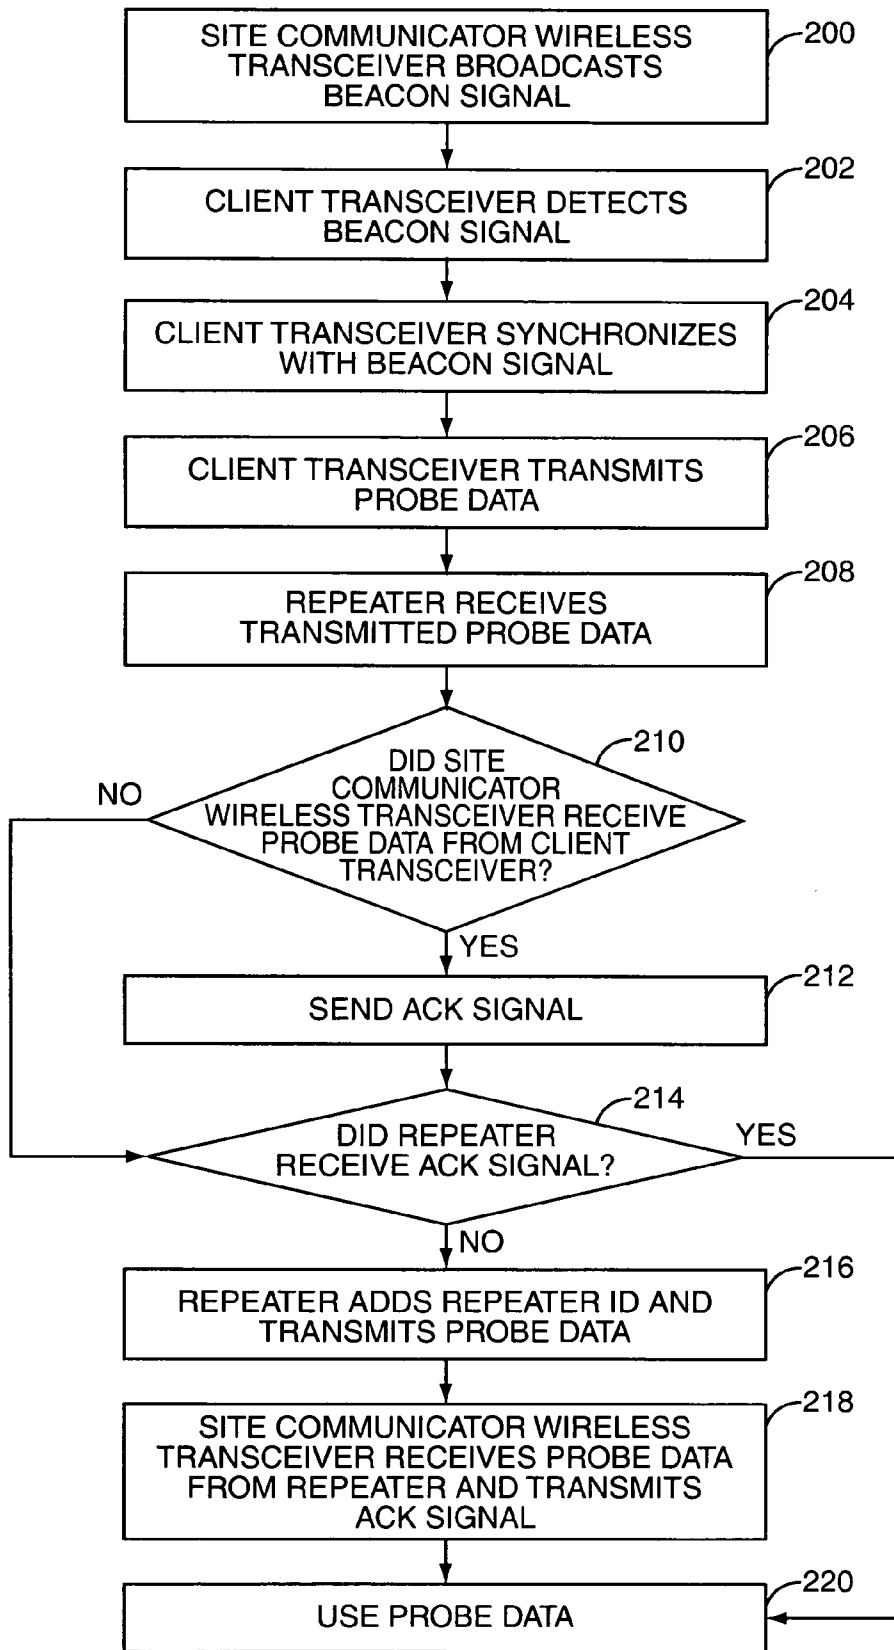 SITE COMMUNICATOR WIRELESS
TRANSCEIVER BROADCASTS
BEACON SIGNAL
200
CLIENT TRANSCEIVER DETECTS
BEACON SIGNAL
202
CLIENT TRANSCEIVER SYNCHRONIZES
WITH BEACON SIGNAL
204
CLIENT TRANSCEIVER TRANSMITS
PROBE DATA
206
REPEATER RECEIVES
TRANSMITTED PROBE DATA
208
DID SITE
COMMUNICATOR
WIRELESS TRANSCEIVER RECEIVE
PROBE DATA FROM CLIENT
TRANSCEIVER?
210
NO
YES
SEND ACK SIGNAL
212
DID REPEATER
RECEIVE ACK SIGNAL?
214
YES
NO
REPEATER ADDS REPEATER ID AND
TRANSMITS PROBE DATA
216
SITE COMMUNICATOR WIRELESS
TRANSCEIVER RECEIVES PROBE DATA
FROM REPEATER AND TRANSMITS
ACK SIGNAL
218
USE PROBE DATA
220